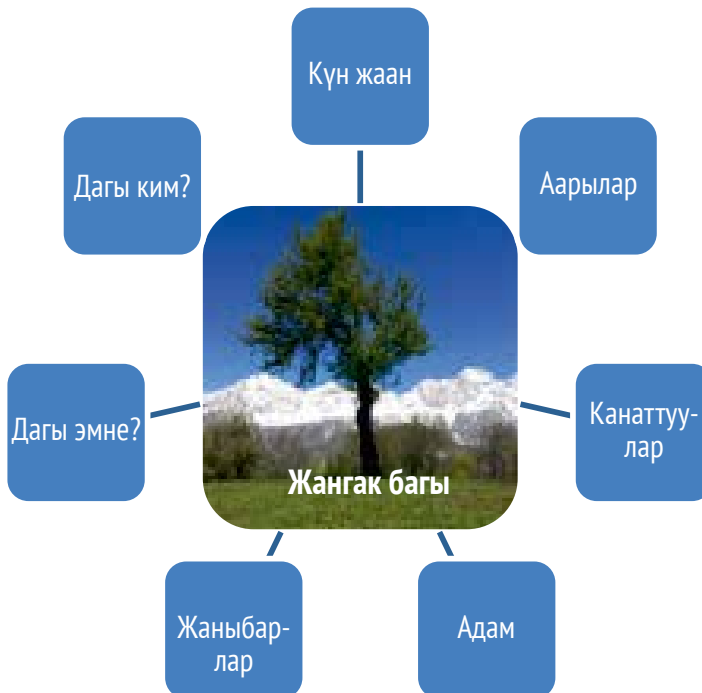 Күн жаан
Дагы ким?
Аарылар
Дагы эмне?
Канаттуу-
лар
Жангак багы
Жаныбар-
лар
Адам